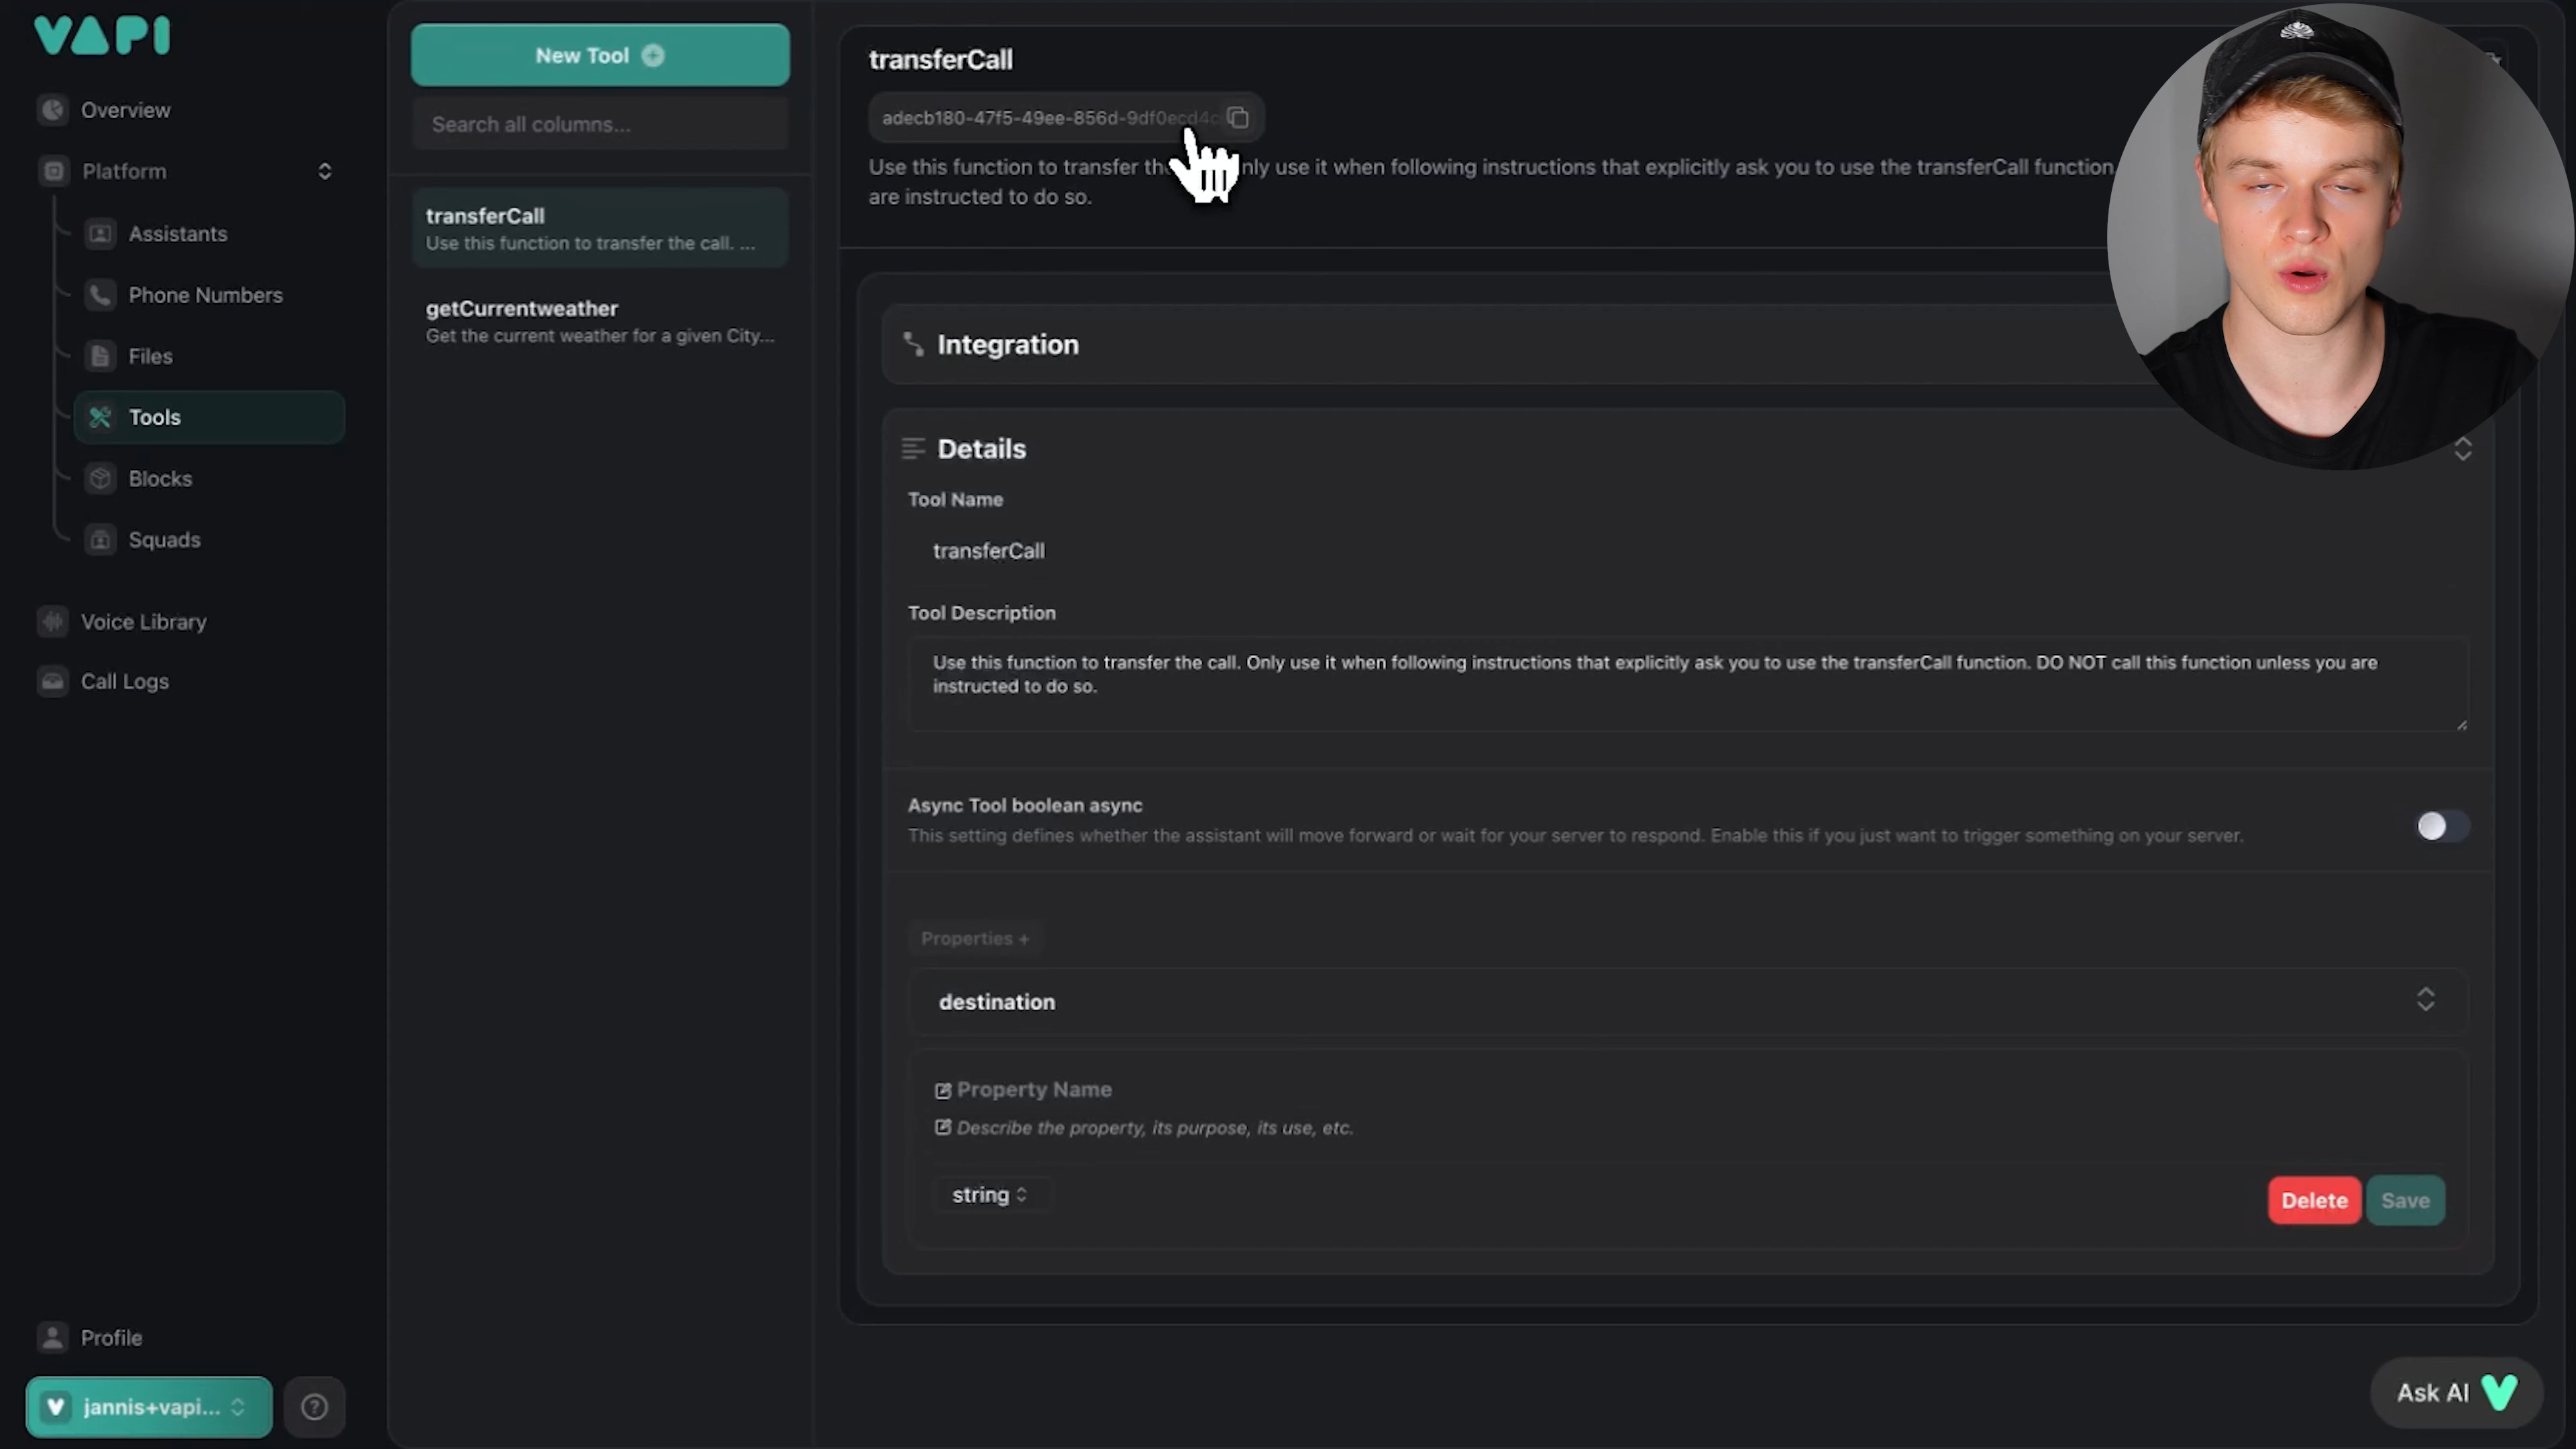 VAPI
Overview
Platform
Assistants
Phone Numbers
Files
Tools
Blocks
Squads
Voice Library
Call Logs
Profile
jannis+vapi...
New Tool
Search all columns...
transferCall
Use this function to transfer the call. ...
getCurrentweather
Get the current weather for a given City...
transferCall
adecb180-47f5-49ee-856d-9df0ecd4c
Use this function to transfer only use it when following instructions that explicitly ask you to use the transferCall function.
are instructed to do so.
Integration
Details
Tool Name
transferCall
Tool Description
Use this function to transfer the call. Only use it when following instructions that explicitly ask you to use the transferCall function. DO NOT call this function unless you are
instructed to do so.
Async Tool boolean async
This setting defines whether the assistant will move forward or wait for your server to respond. Enable this if you just want to trigger something on your server.
Properties +
destination
Property Name
Describe the property, its purpose, its use, etc.
string
Delete
Save
Ask AI